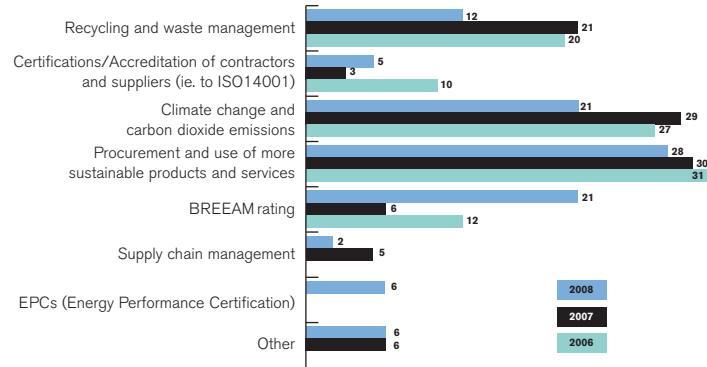 12
Recycling and waste management
21
20
Certifications/Accreditation of contractors
and suppliers (ie. to ISO14001)
5
3
10
Climate change and
carbon dioxide emissions
21
29
27
Procurement and use of more
sustainable products and services
28
30
31
BREEAM rating
21
6
12
Supply chain management
2
5
EPCs (Energy Performance Certification)
6
Other
6
6
2008
2007
2006